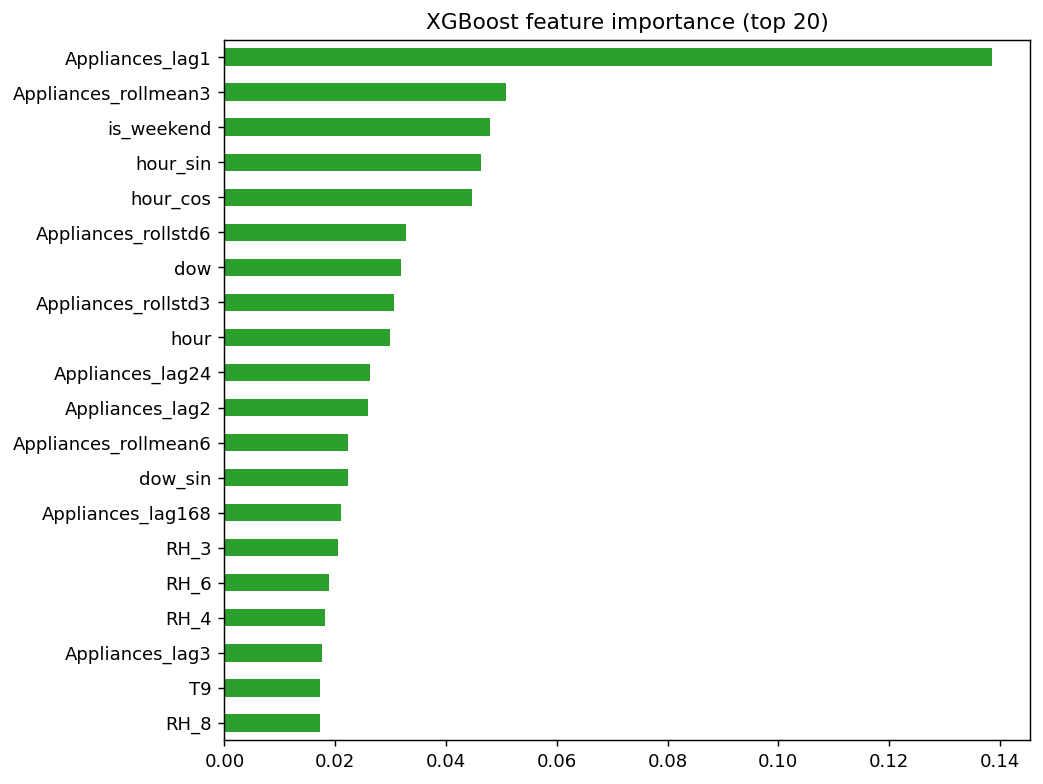 XGBoost feature importance (top 20)
Appliances_lag1
Appliances_rollmean3
is_weekend
hour_sin
hour_cos
Appliances_rollstd6
dow
Appliances_rollstd3
hour
Appliances_lag24
Appliances_lag2
Appliances_rollmean6
dow_sin
Appliances_lag168
RH_3
RH_6
RH_4
Appliances_lag3
T9
RH_8
0.00 0.02 0.04 0.06 0.08 0.10 0.12 0.14